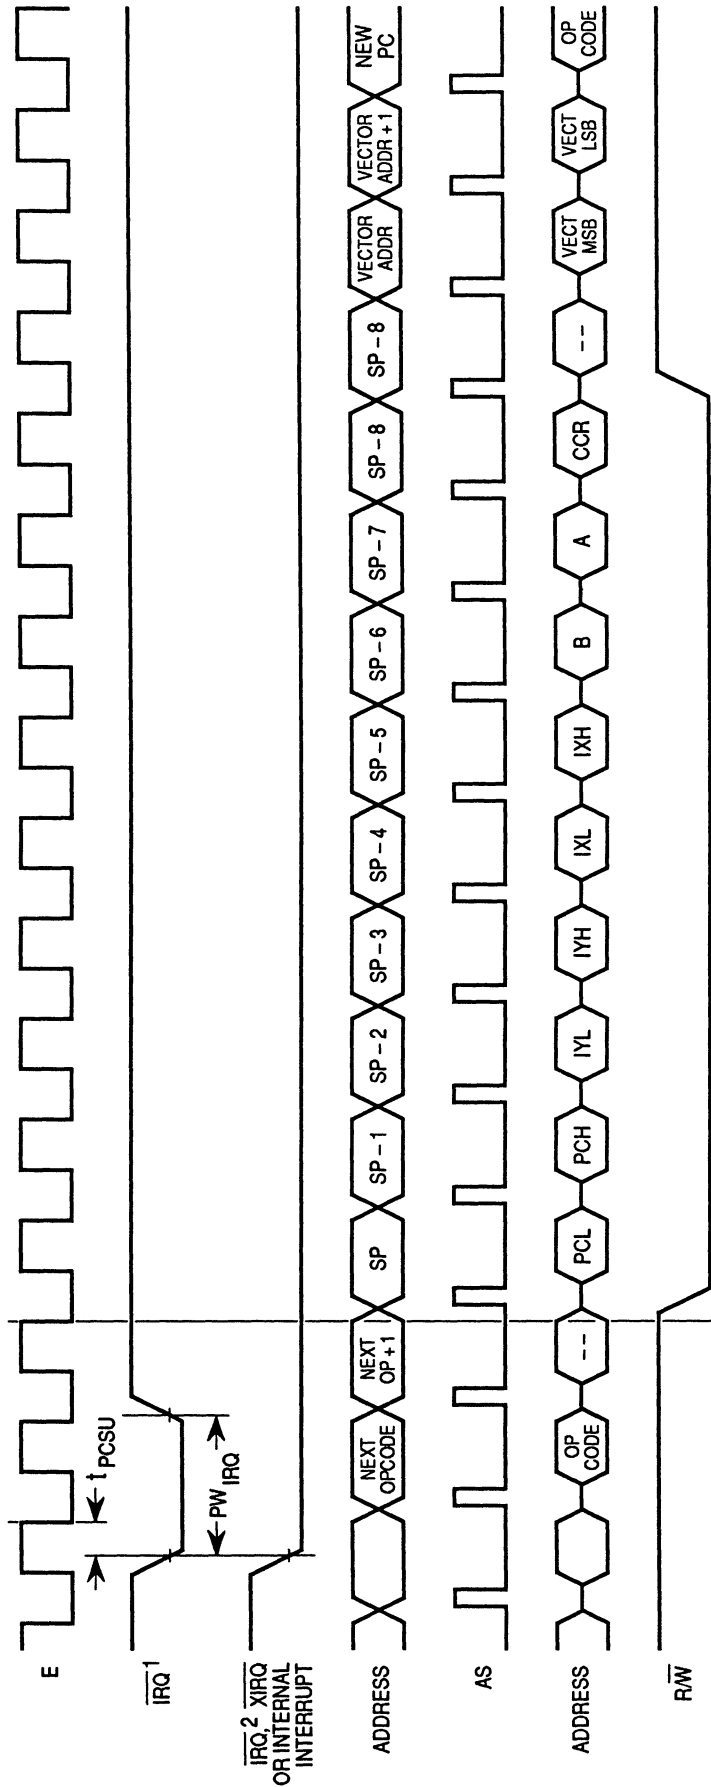 E
t PCSU
IRQ 1
PW IRQ
IRQ, 2 XIRQ
OR INTERNAL
INTERRUPT
ADDRESS
NEXT
OPCODE
NEXT
OP + 1
SP
SP – 1
SP – 2
SP – 3
SP – 4
SP – 5
SP – 6
SP – 7
SP – 8
SP – 8
VECTOR
ADDR
VECTOR
ADDR + 1
NEW
PC
AS
ADDRESS
OP
CODE
– –
PCL
PCH
IYL
IYH
IXL
IXH
B
A
CCR
– –
VECT
MSB
VECT
LSB
OP
CODE
R/W